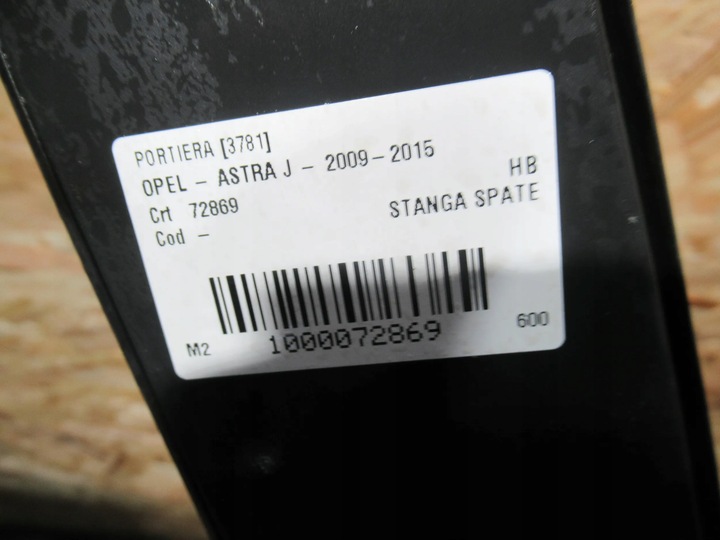 PORTIERA [3781]
OPEL - ASTRA J - 2009-2015
HB
Crt 72869
STANGA SPATE
Cod -
M2
1000072869
600